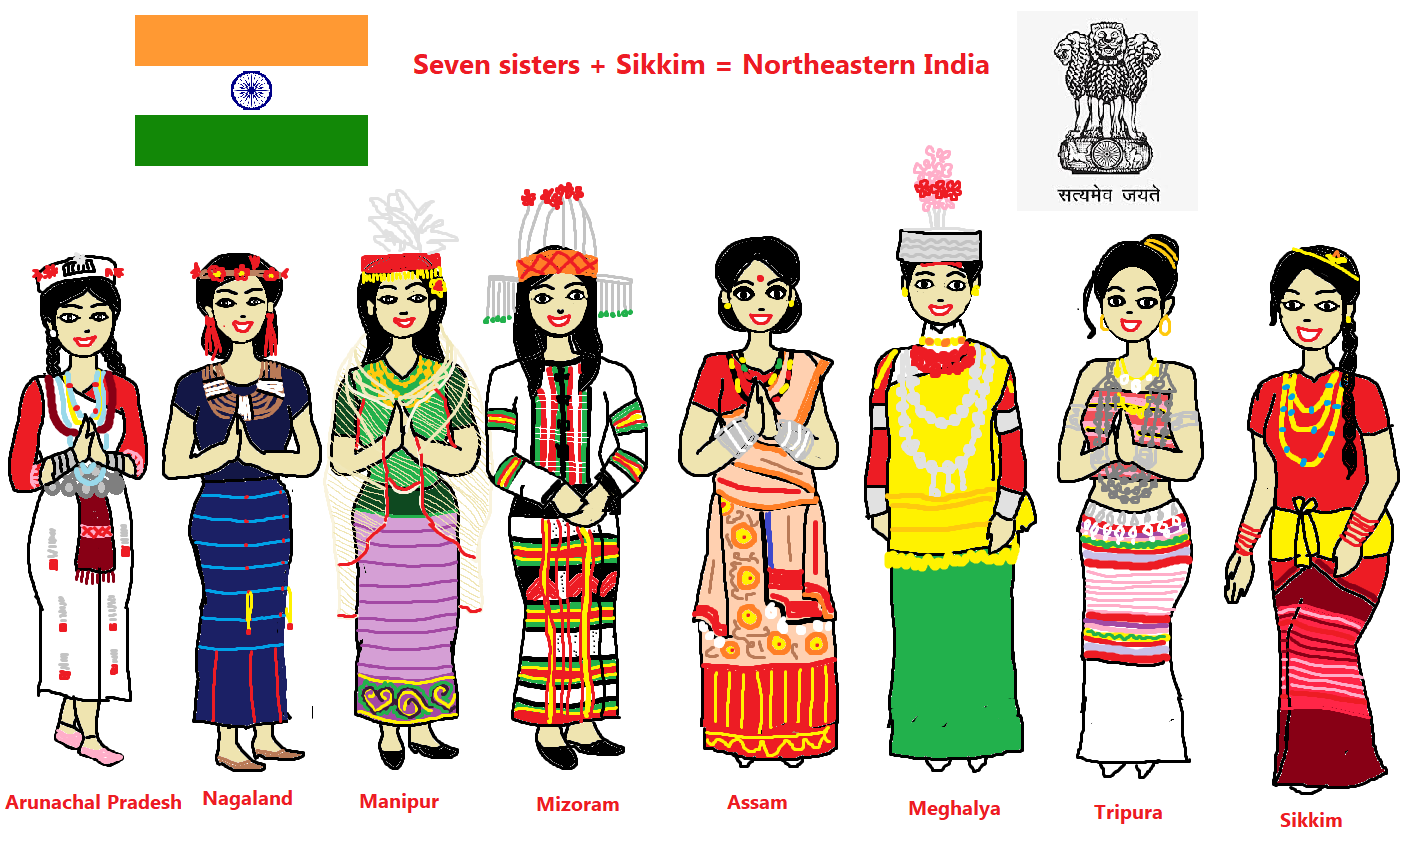 Seven sisters + Sikkim = Northeastern India
सत्यमेव जयते
Arunachal Pradesh
Nagaland
Manipur
Mizoram
Assam
Meghalya
Tripura
Sikkim